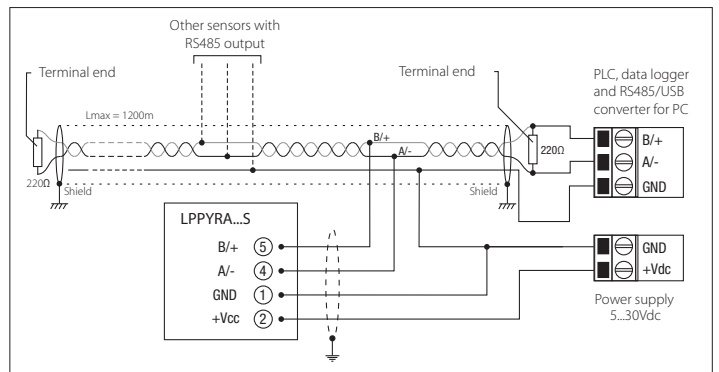 Other sensors with
RS485 output
Terminal end
Terminal end
PLC, data logger
and RS485/USB
converter for PC
Lmax = 1200m
B/+
A/-
220Ω
220Ω
Shield
Shield
B/+
A/-
GND
LPPYRA...S
B/+ 5
A/- 4
GND 1
+Vcc 2
GND
+Vdc
Power supply
5...30Vdc